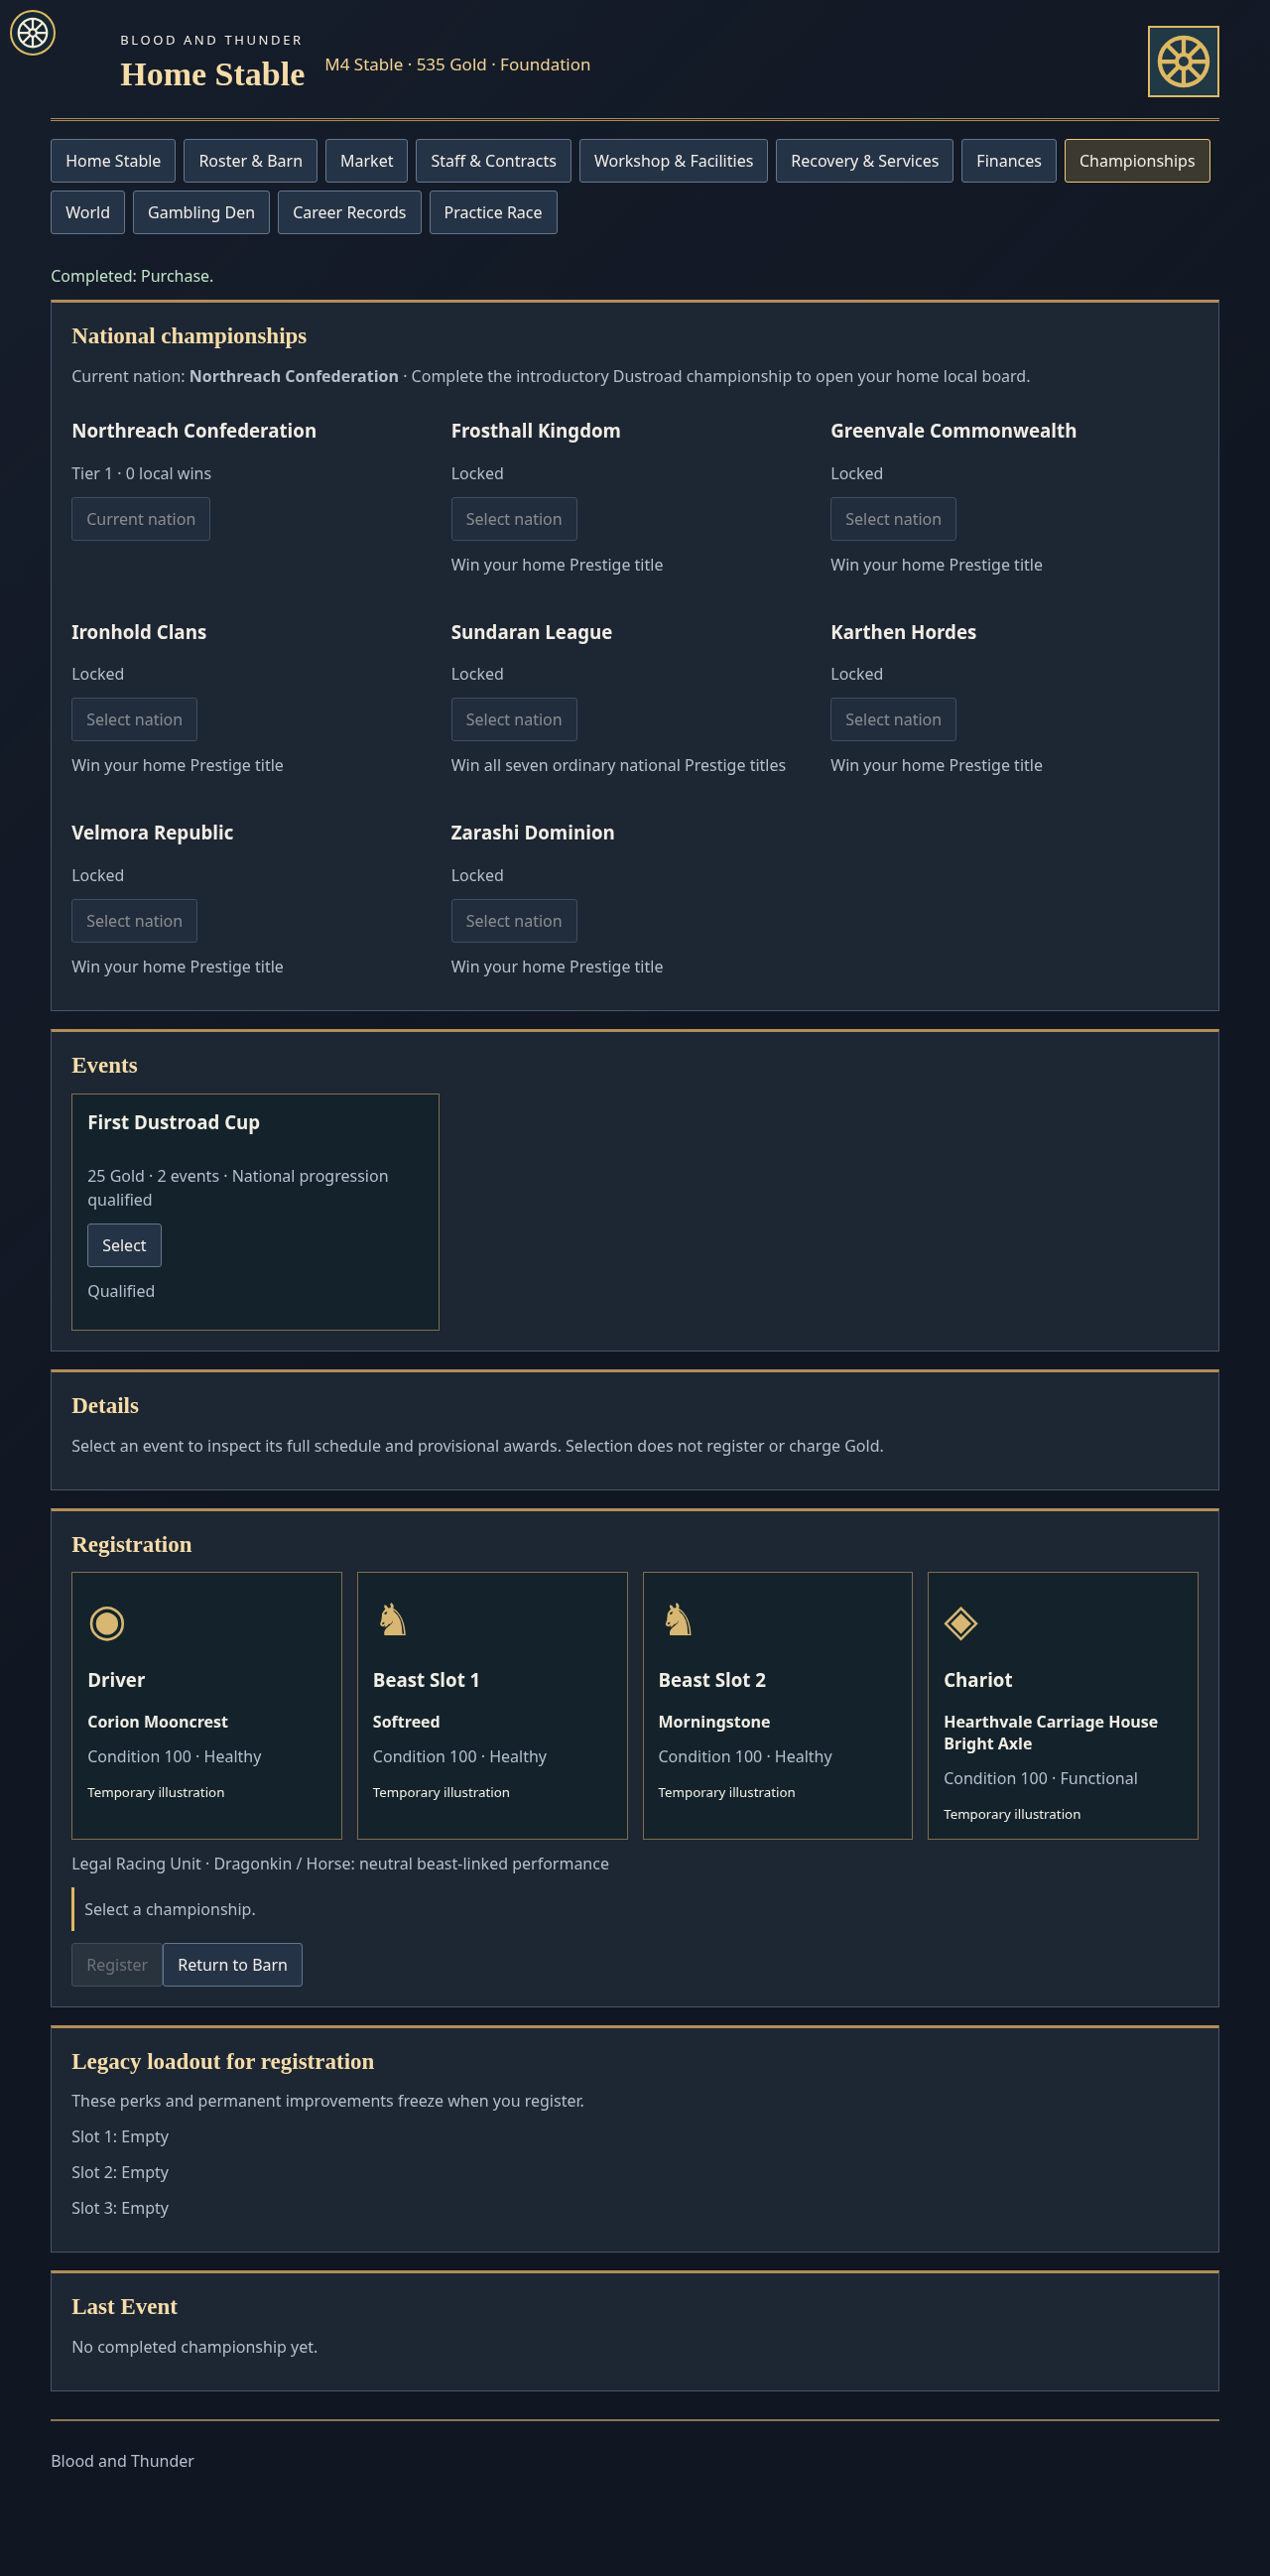 BLOOD AND THUNDER
Home Stable
M4 Stable · 535 Gold · Foundation
Home Stable
Roster & Barn
Market
Staff & Contracts
Workshop & Facilities
Recovery & Services
Finances
Championships
World
Gambling Den
Career Records
Practice Race
Completed: Purchase.
National championships
Current nation: Northreach Confederation · Complete the introductory Dustroad championship to open your home local board.
Northreach Confederation
Tier 1 · 0 local wins
Current nation
Frosthall Kingdom
Locked
Select nation
Win your home Prestige title
Greenvale Commonwealth
Locked
Select nation
Win your home Prestige title
Ironhold Clans
Locked
Select nation
Win your home Prestige title
Sundaran League
Locked
Select nation
Win all seven ordinary national Prestige titles
Karthen Hordes
Locked
Select nation
Win your home Prestige title
Velmora Republic
Locked
Select nation
Win your home Prestige title
Zarashi Dominion
Locked
Select nation
Win your home Prestige title
Events
First Dustroad Cup
25 Gold · 2 events · National progression
qualified
Select
Qualified
Details
Select an event to inspect its full schedule and provisional awards. Selection does not register or charge Gold.
Registration
Driver
Corion Mooncrest
Condition 100 · Healthy
Temporary illustration
Beast Slot 1
Softreed
Condition 100 · Healthy
Temporary illustration
Beast Slot 2
Morningstone
Condition 100 · Healthy
Temporary illustration
Chariot
Hearthvale Carriage House
Bright Axle
Condition 100 · Functional
Temporary illustration
Legal Racing Unit · Dragonkin / Horse: neutral beast-linked performance
Select a championship.
Register
Return to Barn
Legacy loadout for registration
These perks and permanent improvements freeze when you register.
Slot 1: Empty
Slot 2: Empty
Slot 3: Empty
Last Event
No completed championship yet.
Blood and Thunder